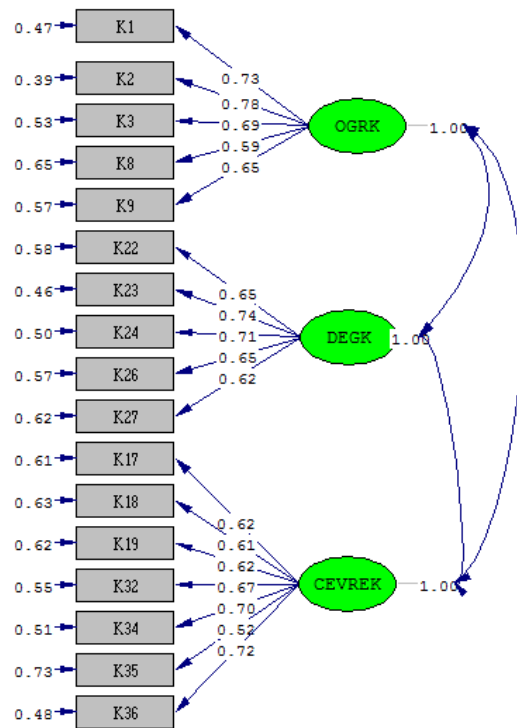 0.47 K1
0.73
0.39 K2
0.78
0.53 K3
0.69
OGRK 1.00
0.65 K8
0.59
0.57 K9
0.65
0.58 K22
0.65
0.46 K23
0.74
0.50 K24
0.71
DEGK 1.00
0.57 K26
0.65
0.62 K27
0.62
0.61 K17
0.62
0.63 K18
0.61
0.62 K19
0.62
0.55 K32
0.67
CEVREK 1.00
0.51 K34
0.70
0.73 K35
0.52
0.48 K36
0.72